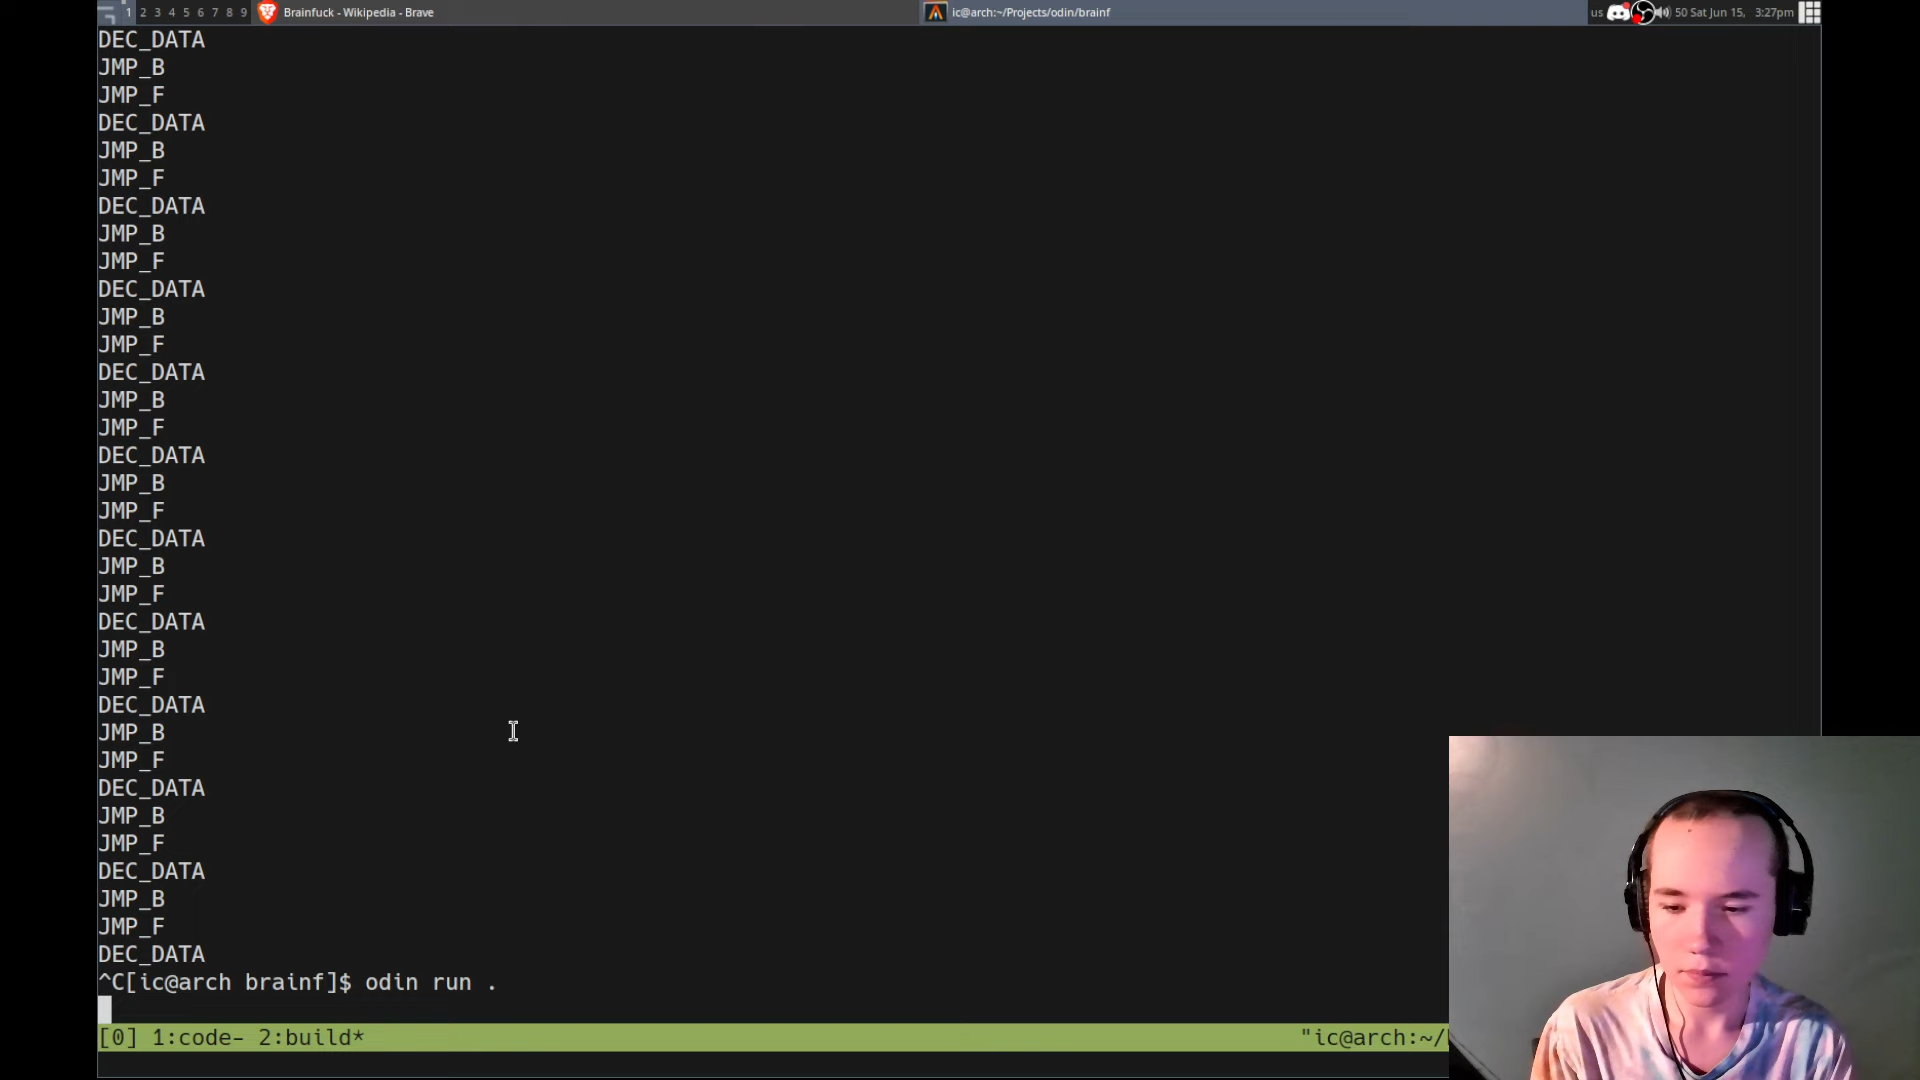 1 2 3 4 5 6 7 8 9 Brainfuck - Wikipedia - Brave ic@arch:~/Projects/odin/brainf us 50 Sat Jun 15, 3:27pm
DEC_DATA
JMP_B
JMP_F
DEC_DATA
JMP_B
JMP_F
DEC_DATA
JMP_B
JMP_F
DEC_DATA
JMP_B
JMP_F
DEC_DATA
JMP_B
JMP_F
DEC_DATA
JMP_B
JMP_F
DEC_DATA
JMP_B
JMP_F
DEC_DATA
JMP_B
JMP_F
DEC_DATA
JMP_B
JMP_F
DEC_DATA
JMP_B
JMP_F
DEC_DATA
JMP_B
JMP_F
DEC_DATA
^C[ic@arch brainf]$ odin run .
[0] 1:code- 2:build* "ic@arch:~/